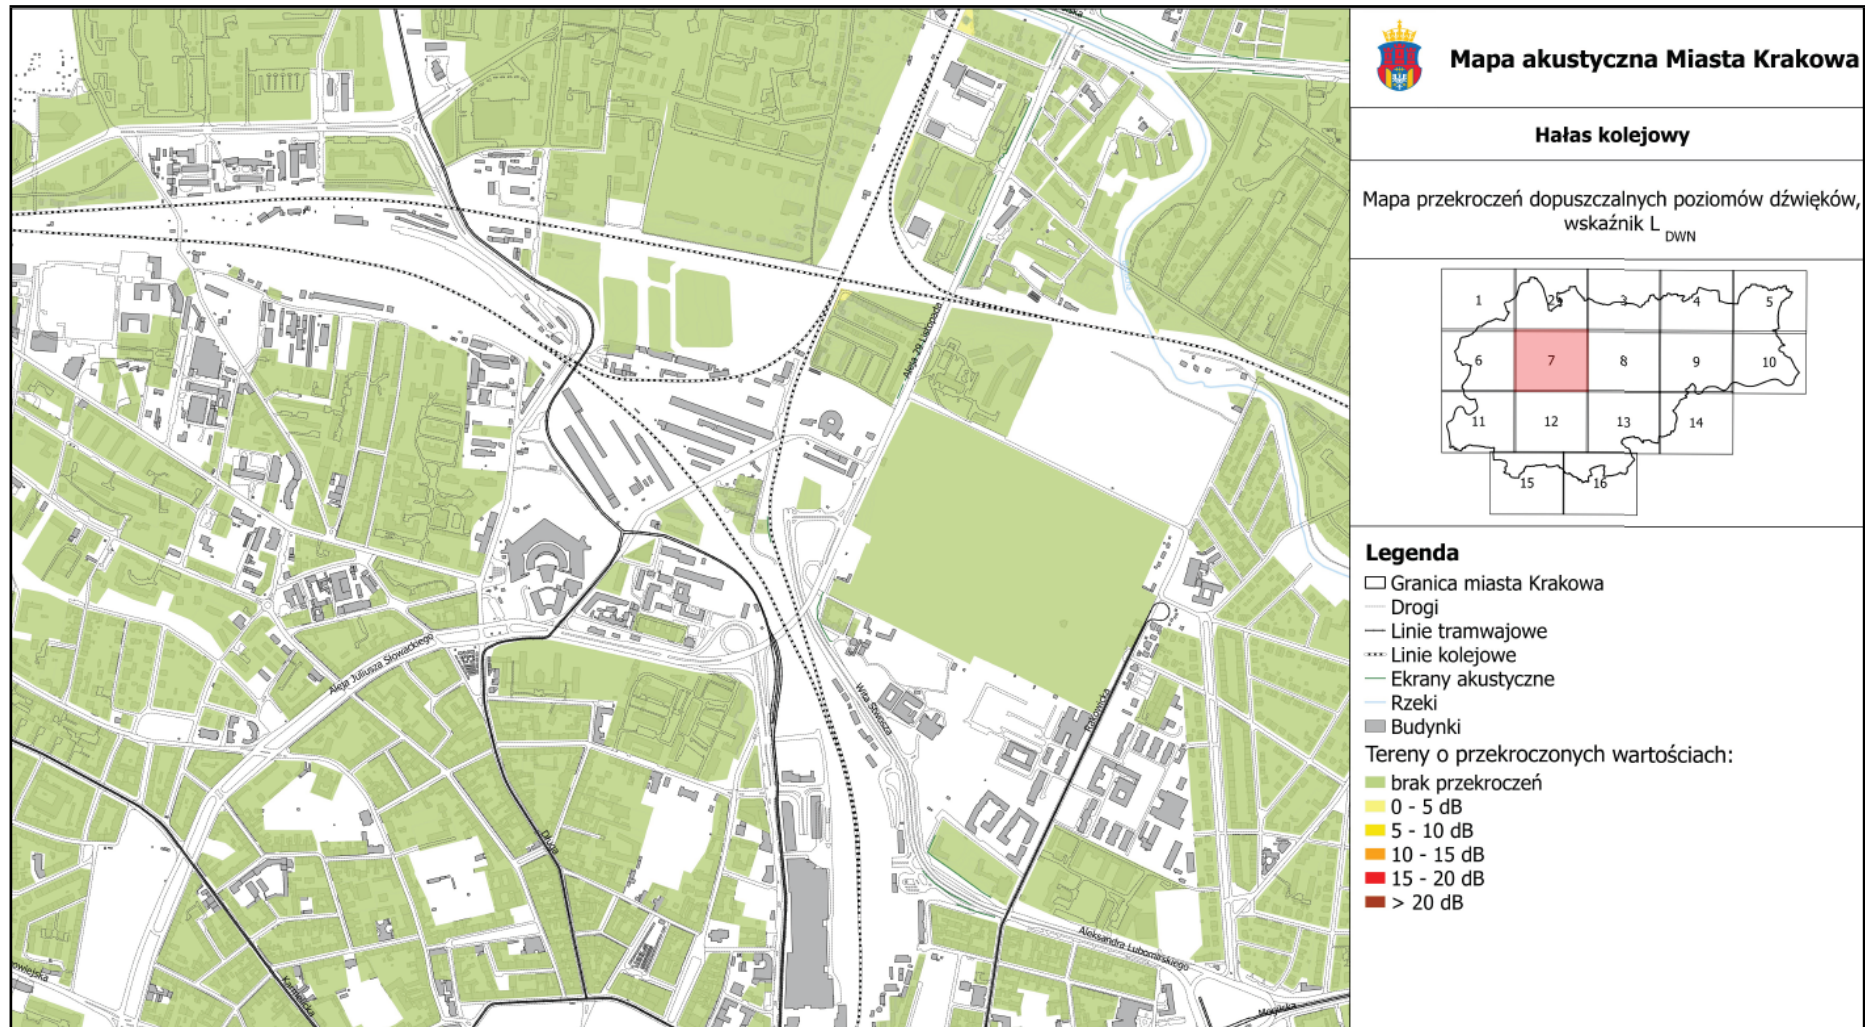 Mapa akustyczna Miasta Krakowa
Hałas kolejowy
Mapa przekroczeń dopuszczalnych poziomów dźwięków,
wskaźnik L DWN
1 2 3 4 5
6 7 8 9 10
11 12 13 14
15 16
Legenda
Granica miasta Krakowa
Drogi
Linie tramwajowe
Linie kolejowe
Ekrany akustyczne
Rzeki
Budynki
Tereny o przekroczonych wartościach:
brak przekroczeń
0 - 5 dB
5 - 10 dB
10 - 15 dB
15 - 20 dB
> 20 dB
Aleja 29 Listopada
Aleja Juliusza Słowackiego
Wita Stwosza
Rakowicka
Długa
Aleksandra Lubomirskiego
Karmelicka
Mogilska